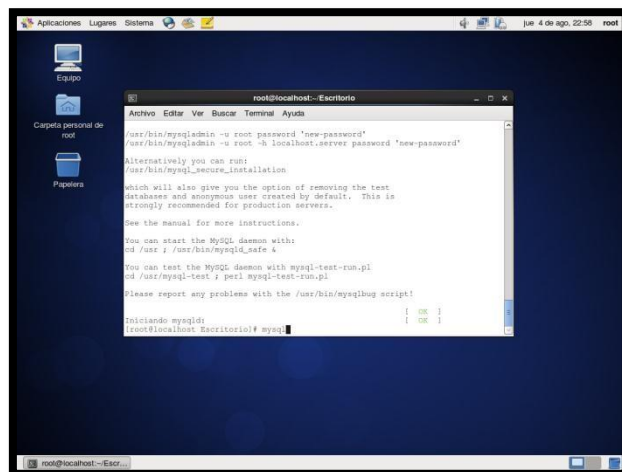 Aplicaciones Lugares Sistema
jue 4 de ago, 22:58 root
Equipo
Carpeta personal de
root
Papelera
root@localhost:~/Escritorio
Archivo Editar Ver Buscar Terminal Ayuda
/usr/bin/mysqladmin -u root password 'new-password'
/usr/bin/mysqladmin -u root -h localhost.server password 'new-password'
Alternatively you can run:
/usr/bin/mysql_secure_installation
which will also give you the option of removing the test
databases and anonymous user created by default. This is
strongly recommended for production servers.
See the manual for more instructions.
You can start the MySQL daemon with:
cd /usr ; /usr/bin/mysqld_safe &
You can test the MySQL daemon with mysql-test-run.pl
cd /usr/mysql-test ; perl mysql-test-run.pl
Please report any problems with the /usr/bin/mysqlbug script!
[ OK ]
Iniciando mysqld: [ OK ]
[root@localhost Escritorio]# mysql
root@localhost:~/Escr...